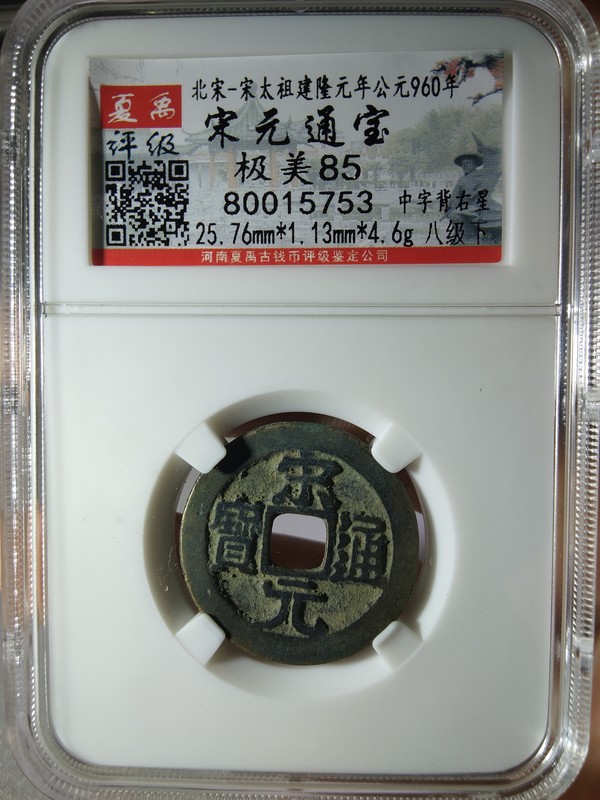 夏禹
评级
北宋-宋太祖建隆元年公元960年
宋元通宝
极美85
80015753 中字背右星
25.76mm*1.13mm*4.6g 八级下
河南夏禹古钱币评级鉴定公司
宋元通寶